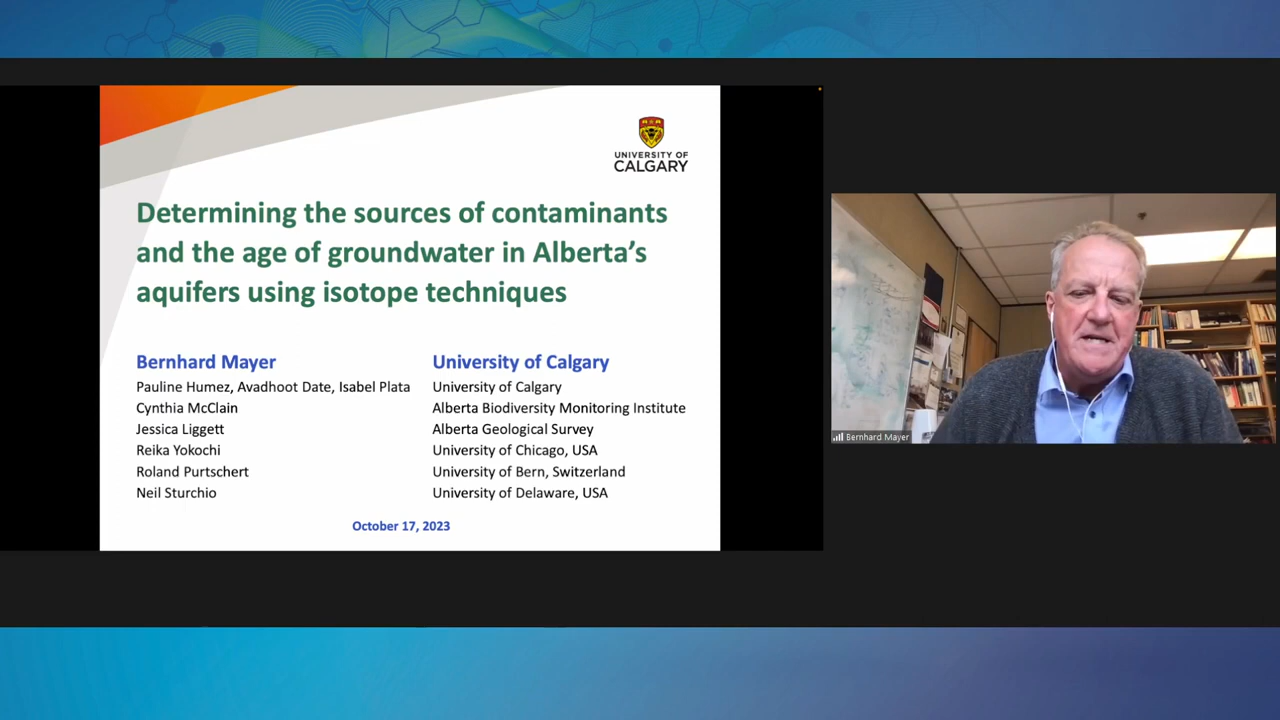 UNIVERSITY OF
CALGARY
Determining the sources of contaminants
and the age of groundwater in Alberta's
aquifers using isotope techniques
Bernhard Mayer University of Calgary
Pauline Humez, Avadhoot Date, Isabel Plata University of Calgary
Cynthia McClain Alberta Biodiversity Monitoring Institute
Jessica Liggett Alberta Geological Survey
Reika Yokochi University of Chicago, USA
Roland Purtschert University of Bern, Switzerland
Neil Sturchio University of Delaware, USA
October 17, 2023
Bernhard Mayer